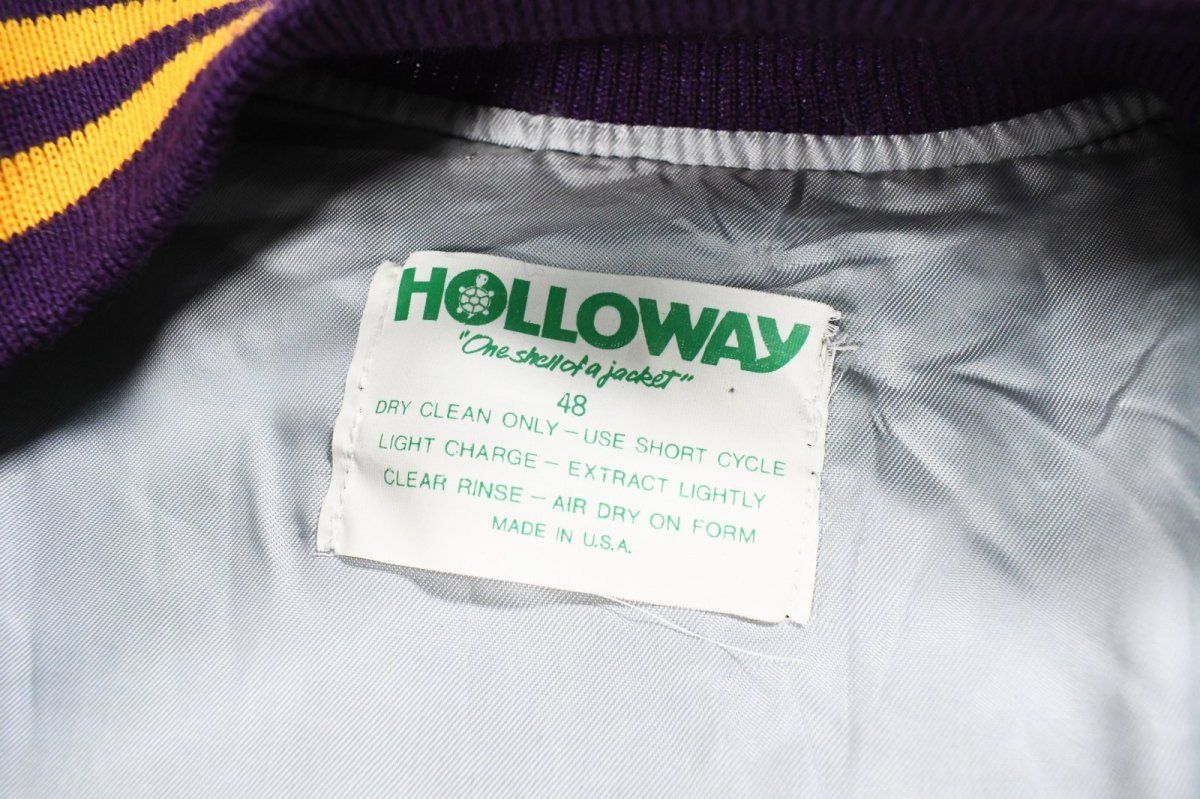 HOLLOWAY
"One shell of a jacket"
48
DRY CLEAN ONLY – USE SHORT CYCLE
LIGHT CHARGE – EXTRACT LIGHTLY
CLEAR RINSE – AIR DRY ON FORM
MADE IN U.S.A.